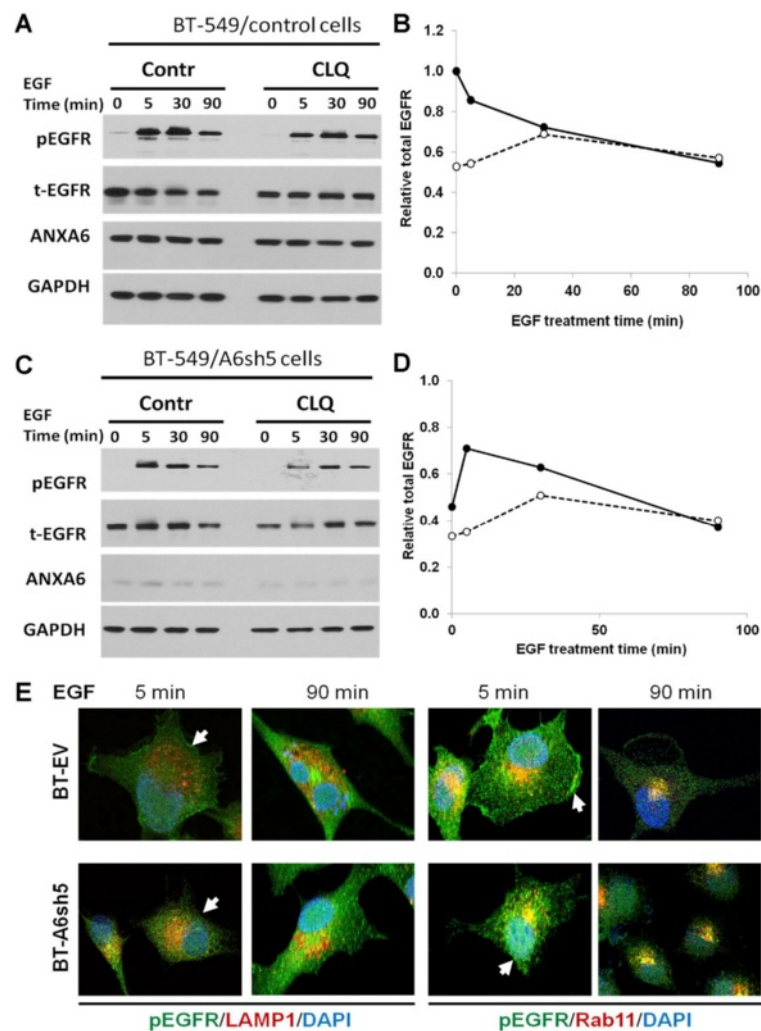 A
BT-549/control cells
EGF
Contr
CLQ
Time (min)
0 5 30 90 0 5 30 90
pEGFR
t-EGFR
ANXA6
GAPDH
B
Relative total EGFR
1.2
1.0
0.8
0.6
0.4
0.2
0.0
0 20 40 60 80 100
EGF treatment time (min)
C
BT-549/A6sh5 cells
EGF
Contr
CLQ
Time (min)
0 5 30 90 0 5 30 90
pEGFR
t-EGFR
ANXA6
GAPDH
D
Relative total EGFR
1.0
0.8
0.6
0.4
0.2
0.0
0 50 100
EGF treatment time (min)
E
EGF
5 min 90 min 5 min 90 min
BT-EV
BT-A6sh5
pEGFR/LAMP1/DAPI
pEGFR/Rab11/DAPI